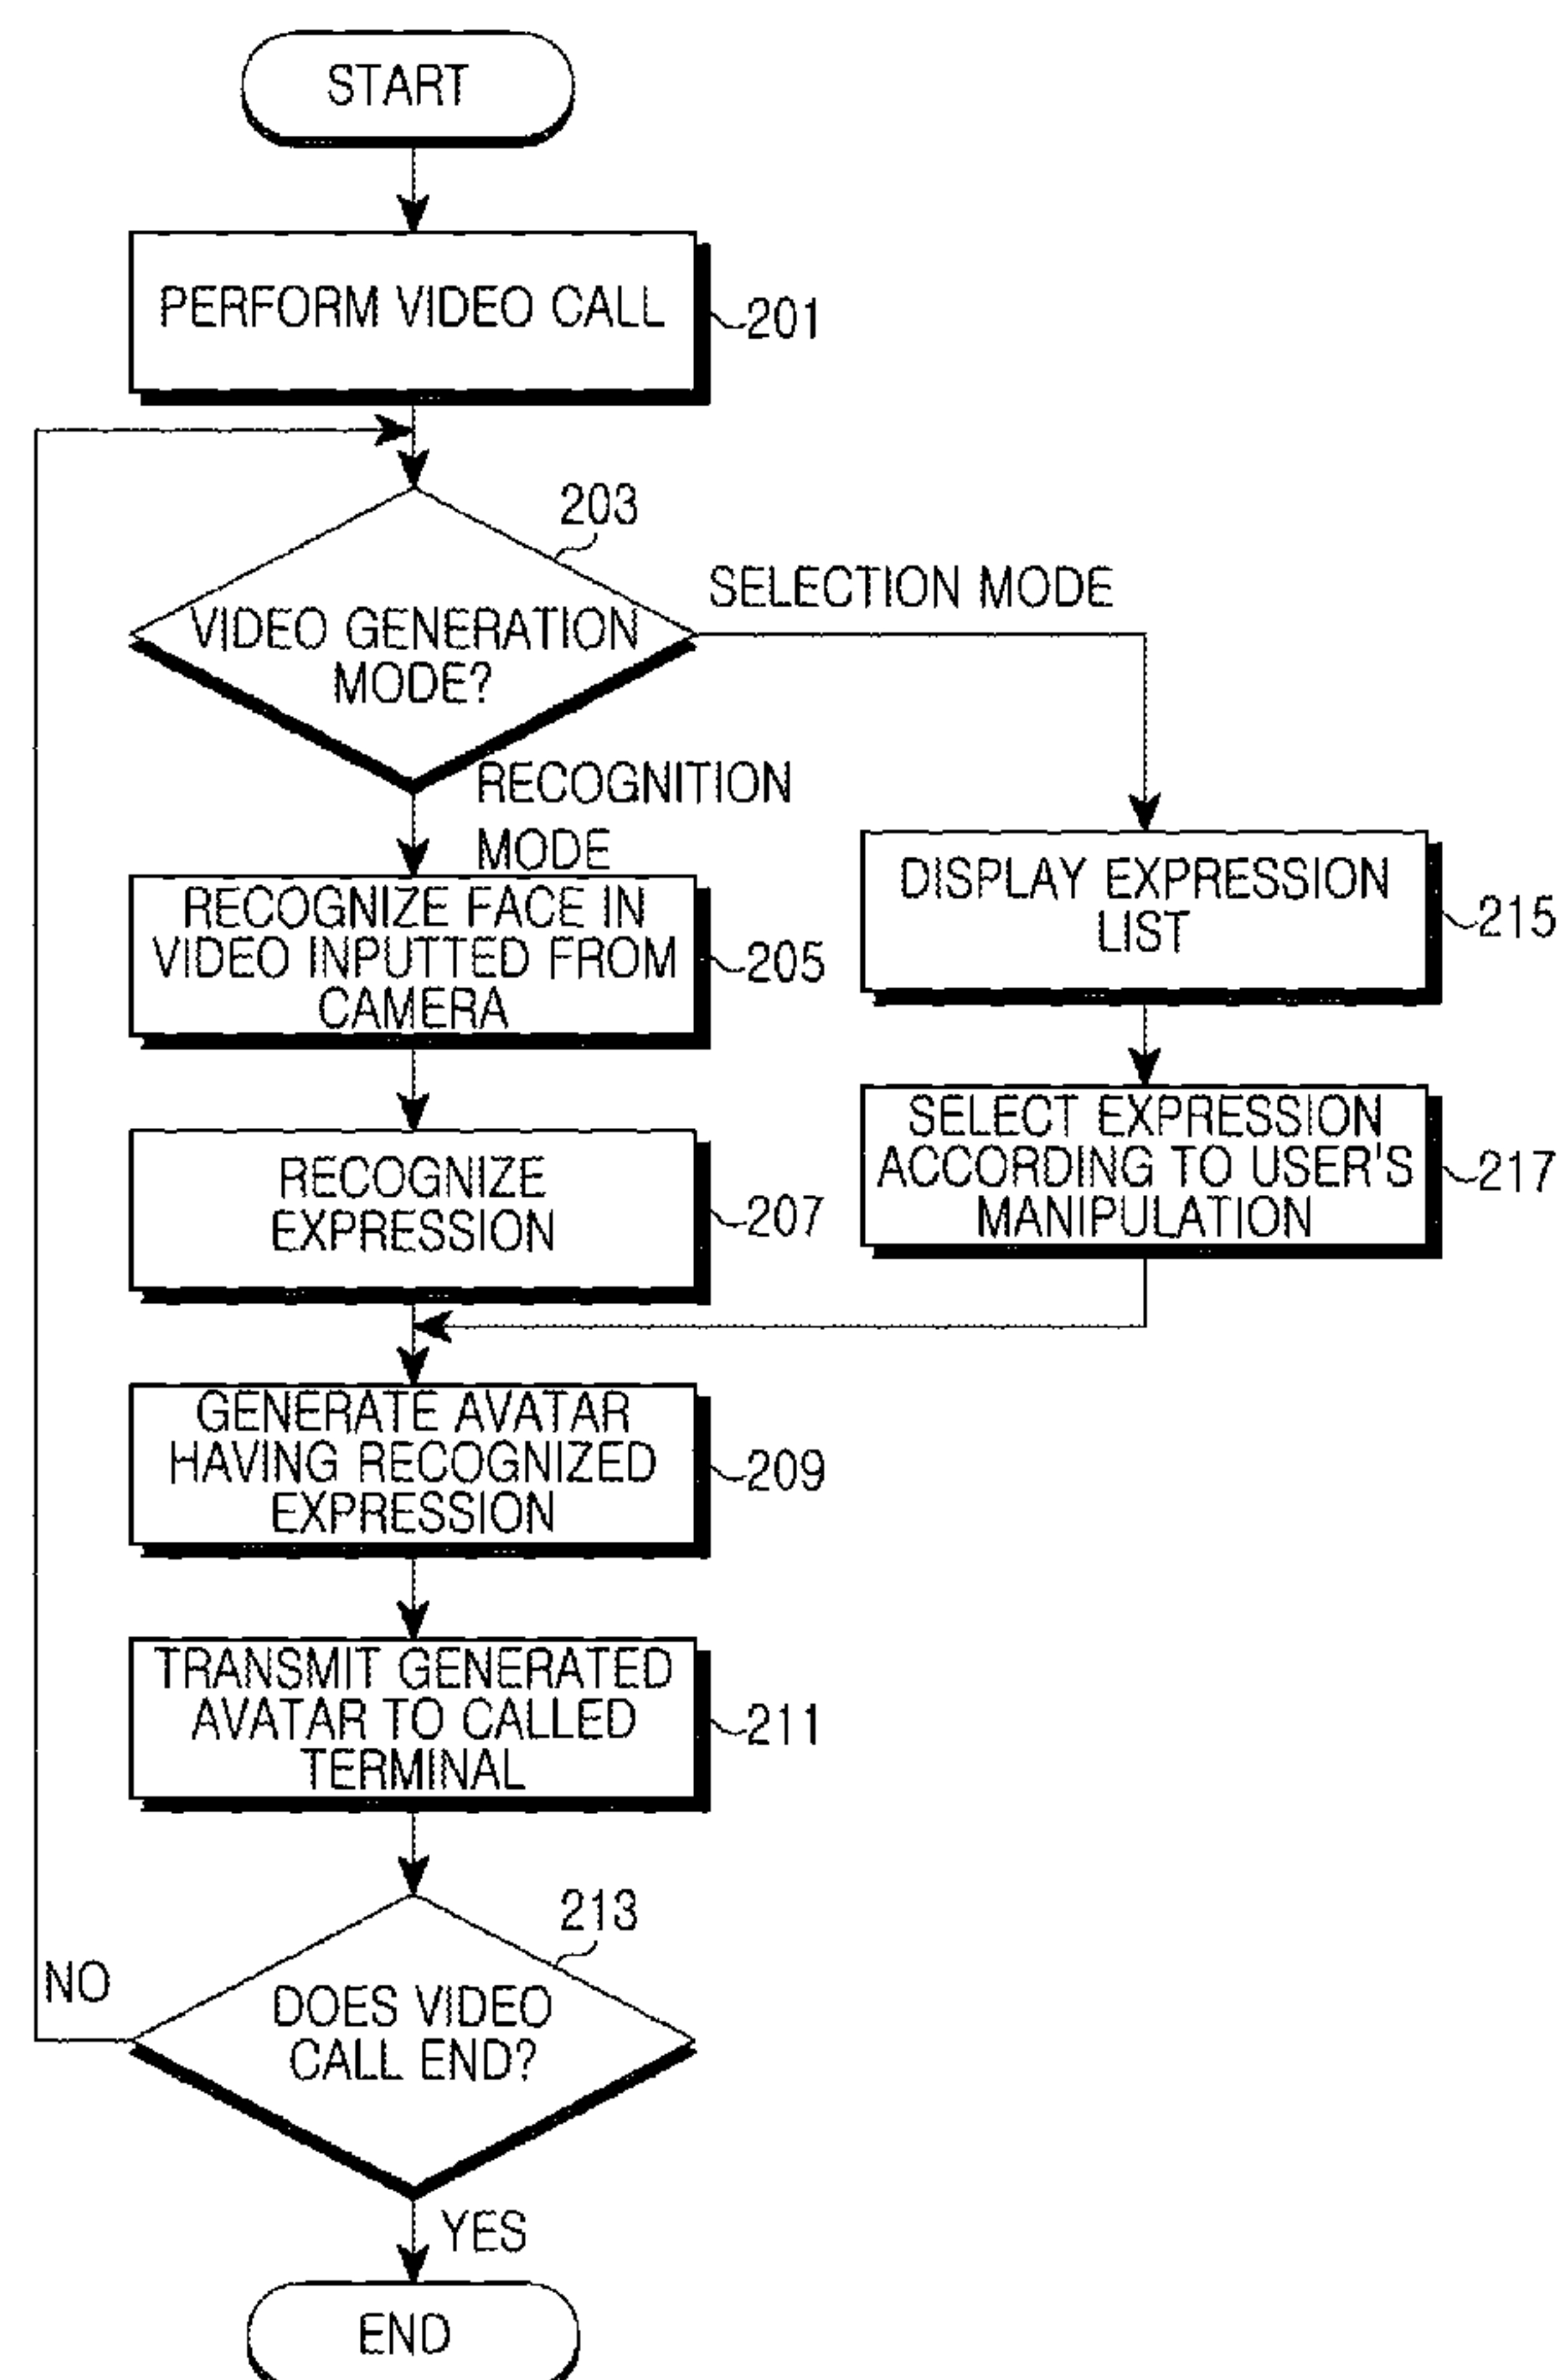 START
PERFORM VIDEO CALL
201
203
VIDEO GENERATION
MODE?
SELECTION MODE
RECOGNITION
MODE
RECOGNIZE FACE IN
VIDEO INPUTTED FROM
CAMERA
205
DISPLAY EXPRESSION
LIST
215
RECOGNIZE
EXPRESSION
207
SELECT EXPRESSION
ACCORDING TO USER'S
MANIPULATION
217
GENERATE AVATAR
HAVING RECOGNIZED
EXPRESSION
209
TRANSMIT GENERATED
AVATAR TO CALLED
TERMINAL
211
213
DOES VIDEO
CALL END?
NO
YES
END